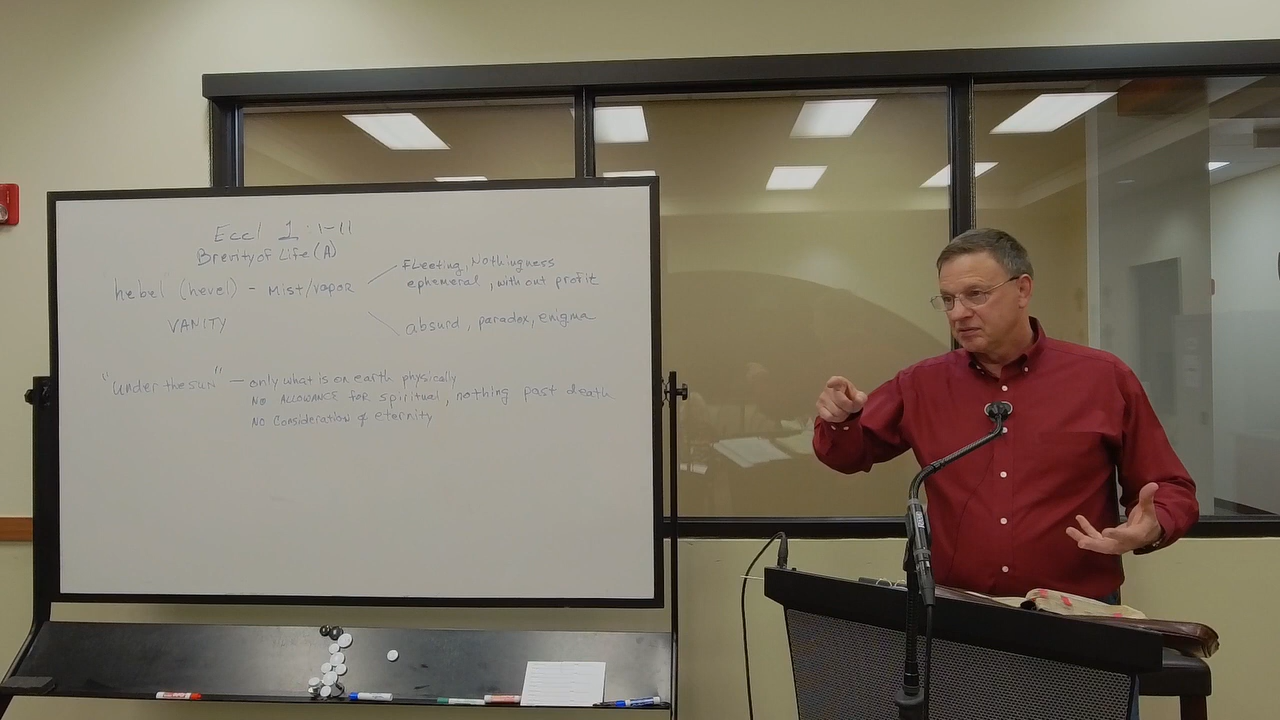 Eccl 1:1-11
Brevity of Life (A)
hebel (hevel) - Mist/vapor
Fleeting, Nothingness
ephemeral, without profit
VANITY
absurd, paradox, enigma
"under the sun" — only what is on earth physically
No ALLOWANCE for spiritual, nothing past death
No Consideration of eternity